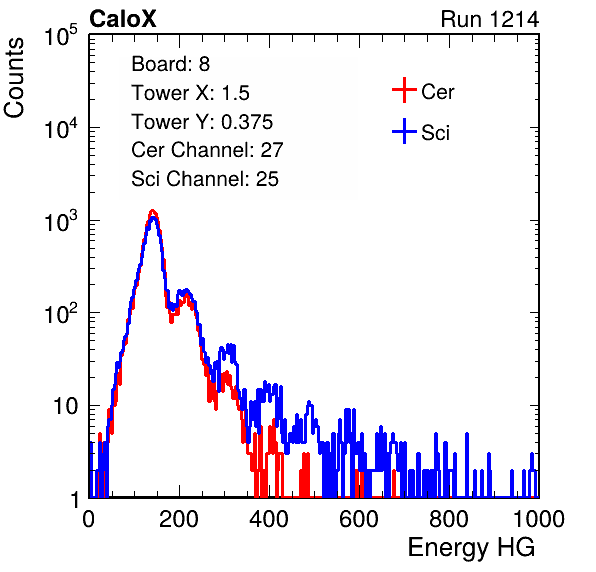 CaloX Run 1214
Counts
10^5
10^4
10^3
10^2
10
1
Board: 8
Tower X: 1.5
Tower Y: 0.375
Cer Channel: 27
Sci Channel: 25
Cer
Sci
0 200 400 600 800 1000
Energy HG